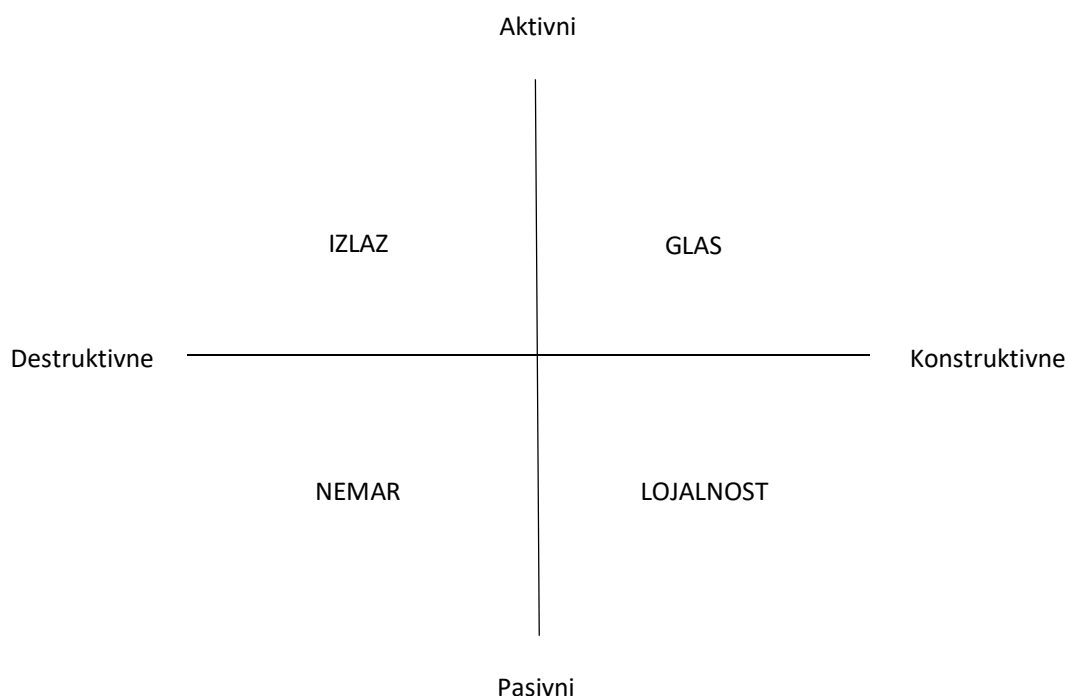 Aktivni
IZLAZ GLAS
Destruktivne Konstruktivne
NEMAR LOJALNOST
Pasivni